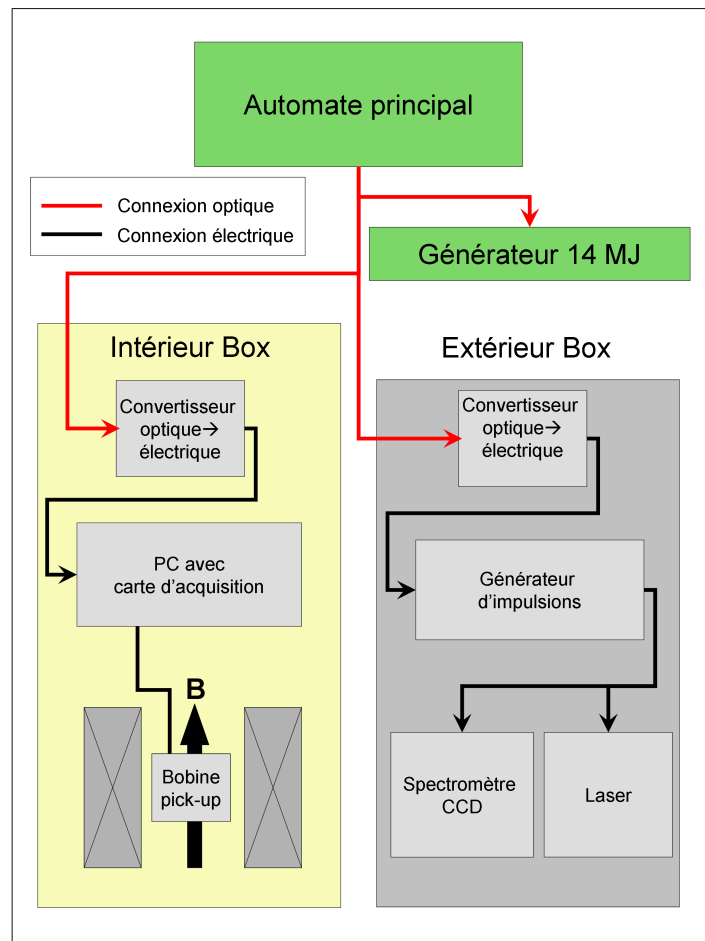 Automate principal
Connexion optique
Connexion électrique
Générateur 14 MJ
Intérieur Box
Extérieur Box
Convertisseur
optique→
électrique
Convertisseur
optique→
électrique
PC avec
carte d'acquisition
Générateur
d'impulsions
B
Bobine
pick-up
Spectromètre
CCD
Laser